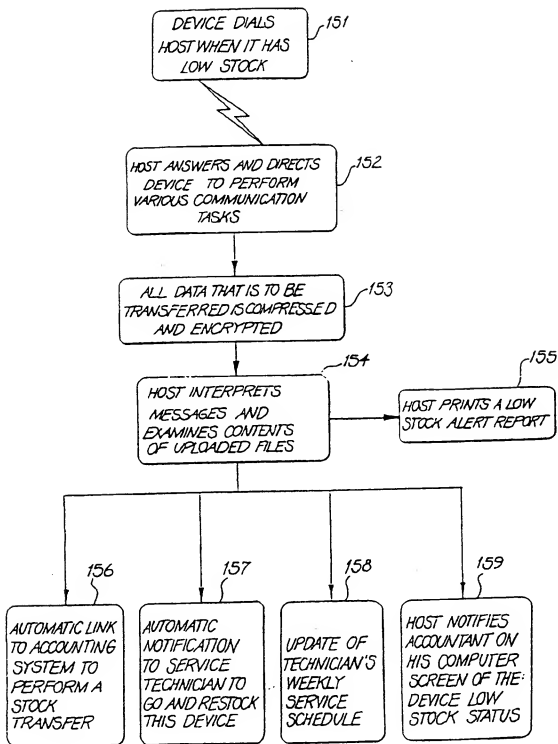 DEVICE DIALS
HOST WHEN IT HAS
LOW STOCK
151
HOST ANSWERS AND DIRECTS
DEVICE TO PERFORM
VARIOUS COMMUNICATION
TASKS
152
ALL DATA THAT IS TO BE
TRANSFERRED IS COMPRESSED
AND ENCRYPTED
153
HOST INTERPRETS
MESSAGES AND
EXAMINES CONTENTS
OF UPLOADED FILES
154
HOST PRINTS A LOW
STOCK ALERT REPORT
155
AUTOMATIC LINK
TO ACCOUNTING
SYSTEM TO
PERFORM A
STOCK
TRANSFER
156
AUTOMATIC
NOTIFICATION
TO SERVICE
TECHNICIAN TO
GO AND RESTOCK
THIS DEVICE
157
UPDATE OF
TECHNICIAN'S
WEEKLY
SERVICE
SCHEDULE
158
HOST NOTIFIES
ACCOUNTANT ON
HIS COMPUTER
SCREEN OF THE
DEVICE LOW
STOCK STATUS
159